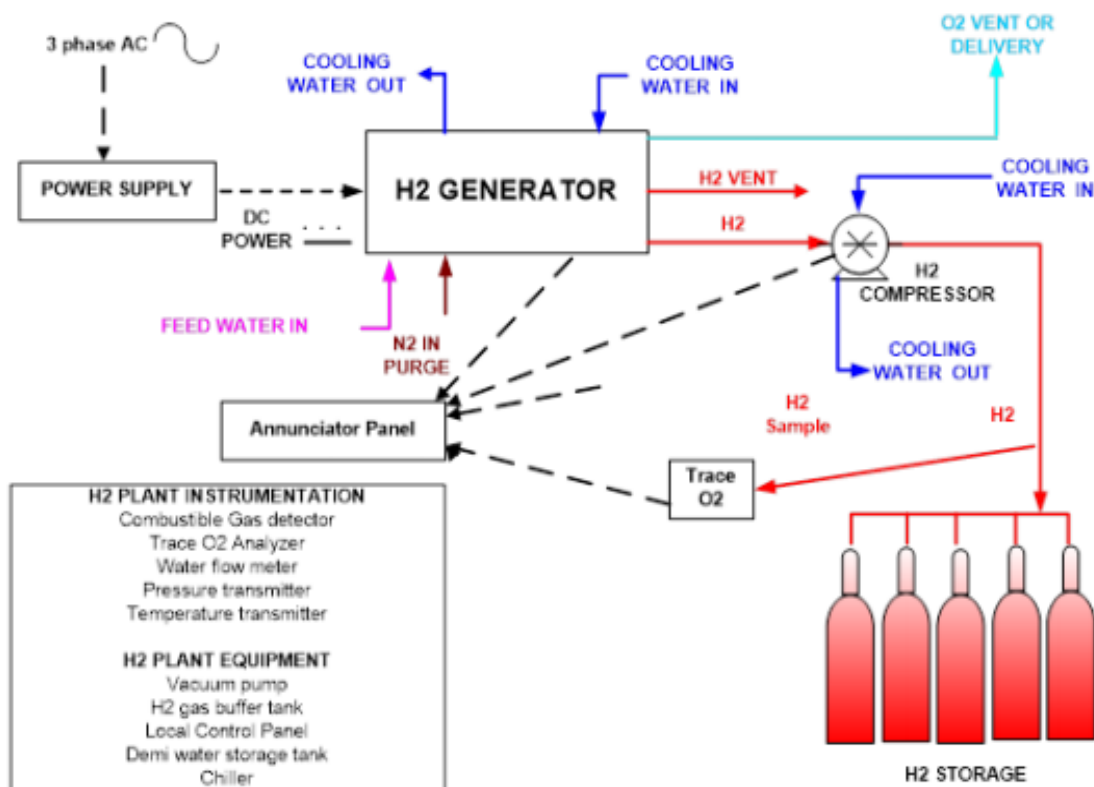 3 phase AC
O2 VENT OR
DELIVERY
COOLING
WATER OUT
COOLING
WATER IN
POWER SUPPLY
H2 GENERATOR
H2 VENT
COOLING
WATER IN
DC
POWER
H2
H2
COMPRESSOR
FEED WATER IN
N2 IN
PURGE
COOLING
WATER OUT
Annunciator Panel
H2
Sample
H2
Trace
O2
H2 PLANT INSTRUMENTATION
Combustible Gas detector
Trace O2 Analyzer
Water flow meter
Pressure transmitter
Temperature transmitter
H2 PLANT EQUIPMENT
Vacuum pump
H2 gas buffer tank
Local Control Panel
Demi water storage tank
Chiller
H2 STORAGE